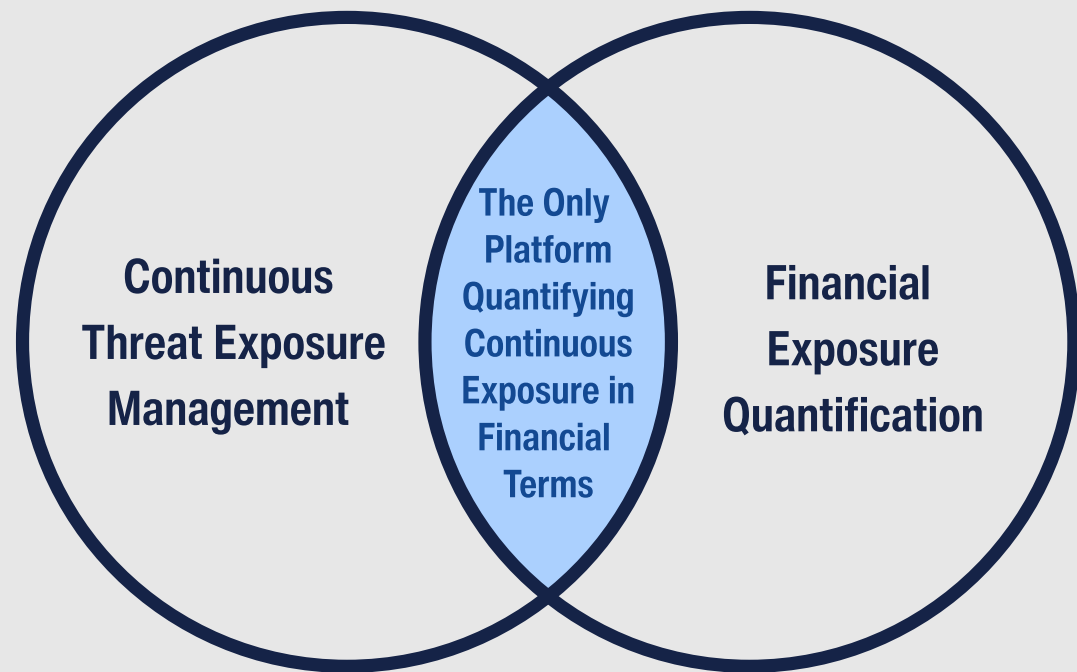 Continuous
Threat Exposure
Management
The Only
Platform
Quantifying
Continuous
Exposure in
Financial
Terms
Financial
Exposure
Quantification